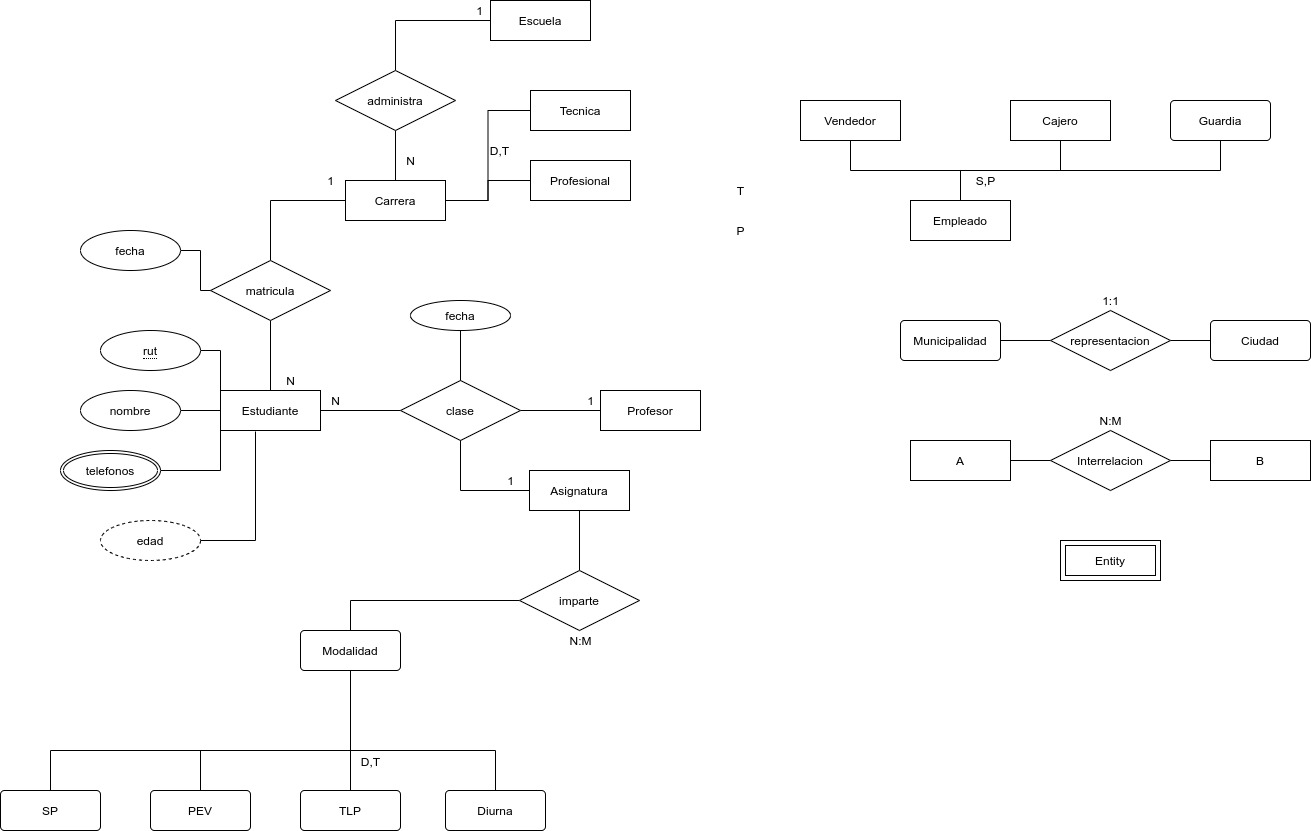 1
Escuela
administra
Tecnica
D,T
N
1
Profesional
Carrera
fecha
matricula
fecha
rut
N
nombre
Estudiante
N
clase
1
Profesor
telefonos
1
Asignatura
edad
imparte
N:M
Modalidad
D,T
SP
PEV
TLP
Diurna
Vendedor
Cajero
Guardia
T
S,P
P
Empleado
1:1
Municipalidad
representacion
Ciudad
N:M
A
Interrelacion
B
Entity